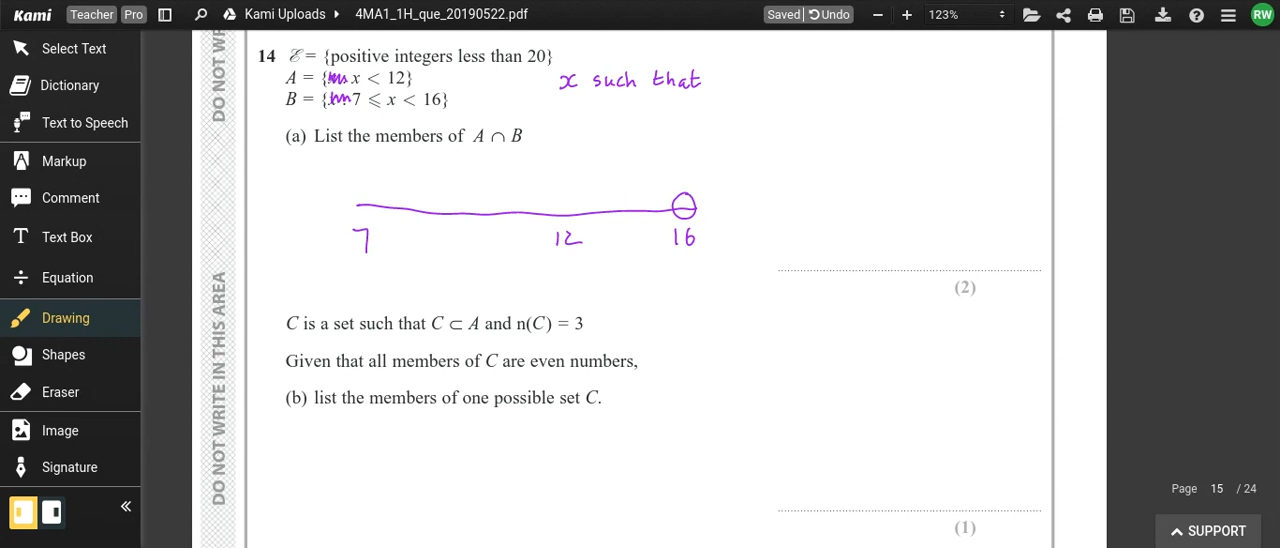 Kami Teacher Pro Kami Uploads 4MA1_1H_que_20190522.pdf Saved Undo 123% RW
Select Text
Dictionary
Text to Speech
Markup
Comment
Text Box
Equation
Drawing
Shapes
Eraser
Image
Signature
DO NOT WR
14 ℰ = {positive integers less than 20}
A = { x < 12} x such that
B = { 7 ⩽ x < 16}
(a) List the members of A ∩ B
7 12 16
(2)
DO NOT WRITE IN THIS AREA
C is a set such that C ⊂ A and n(C) = 3
Given that all members of C are even numbers,
(b) list the members of one possible set C.
(1)
Page 15 / 24
SUPPORT